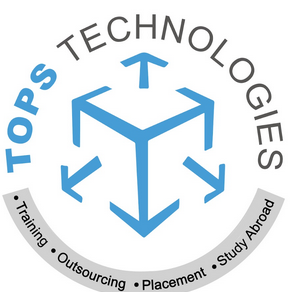 TOPS TECHNOLOGIES
• Training • Outsourcing • Placement • Study Abroad